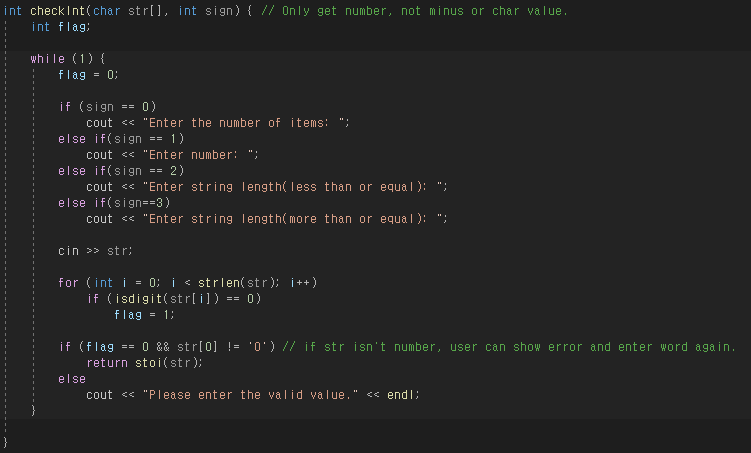 int checkInt(char str[], int sign) { // Only get number, not minus or char value.
int flag;
while (1) {
flag = 0;
if (sign == 0)
cout << "Enter the number of items: ";
else if(sign == 1)
cout << "Enter number: ";
else if(sign == 2)
cout << "Enter string length(less than or equal): ";
else if(sign==3)
cout << "Enter string length(more than or equal): ";
cin >> str;
for (int i = 0; i < strlen(str); i++)
if (isdigit(str[i]) == 0)
flag = 1;
if (flag == 0 && str[0] != '0') // if str isn't number, user can show error and enter word again.
return stoi(str);
else
cout << "Please enter the valid value." << endl;
}
}